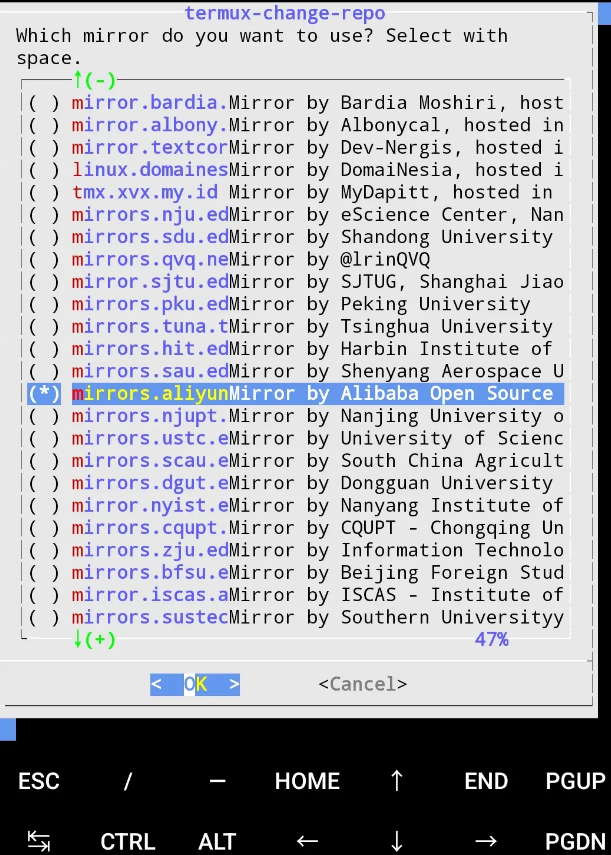 termux-change-repo
Which mirror do you want to use? Select with
space.
↑(-)
( ) mirror.bardia.Mirror by Bardia Moshiri, host
( ) mirror.albony.Mirror by Albonycal, hosted in
( ) mirror.textcorMirror by Dev-Nergis, hosted i
( ) linux.domainesMirror by DomaiNesia, hosted i
( ) tmx.xvx.my.id Mirror by MyDapitt, hosted in
( ) mirrors.nju.edMirror by eScience Center, Nan
( ) mirrors.sdu.edMirror by Shandong University
( ) mirrors.qvq.neMirror by @lrinQVQ
( ) mirror.sjtu.edMirror by SJTUG, Shanghai Jiao
( ) mirrors.pku.edMirror by Peking University
( ) mirrors.tuna.tMirror by Tsinghua University
( ) mirrors.hit.edMirror by Harbin Institute of
( ) mirrors.sau.edMirror by Shenyang Aerospace U
(*) mirrors.aliyunMirror by Alibaba Open Source
( ) mirrors.njupt.Mirror by Nanjing University o
( ) mirrors.ustc.eMirror by University of Scienc
( ) mirrors.scau.eMirror by South China Agricult
( ) mirrors.dgut.eMirror by Dongguan University
( ) mirror.nyist.eMirror by Nanyang Institute of
( ) mirrors.cqupt.Mirror by CQUPT - Chongqing Un
( ) mirrors.zju.edMirror by Information Technolo
( ) mirrors.bfsu.eMirror by Beijing Foreign Stud
( ) mirror.iscas.aMirror by ISCAS - Institute of
( ) mirrors.sustecMirror by Southern Universityy
↓(+) 47%
< OK > <Cancel>
ESC / — HOME ↑ END PGUP
↹ CTRL ALT ← ↓ → PGDN